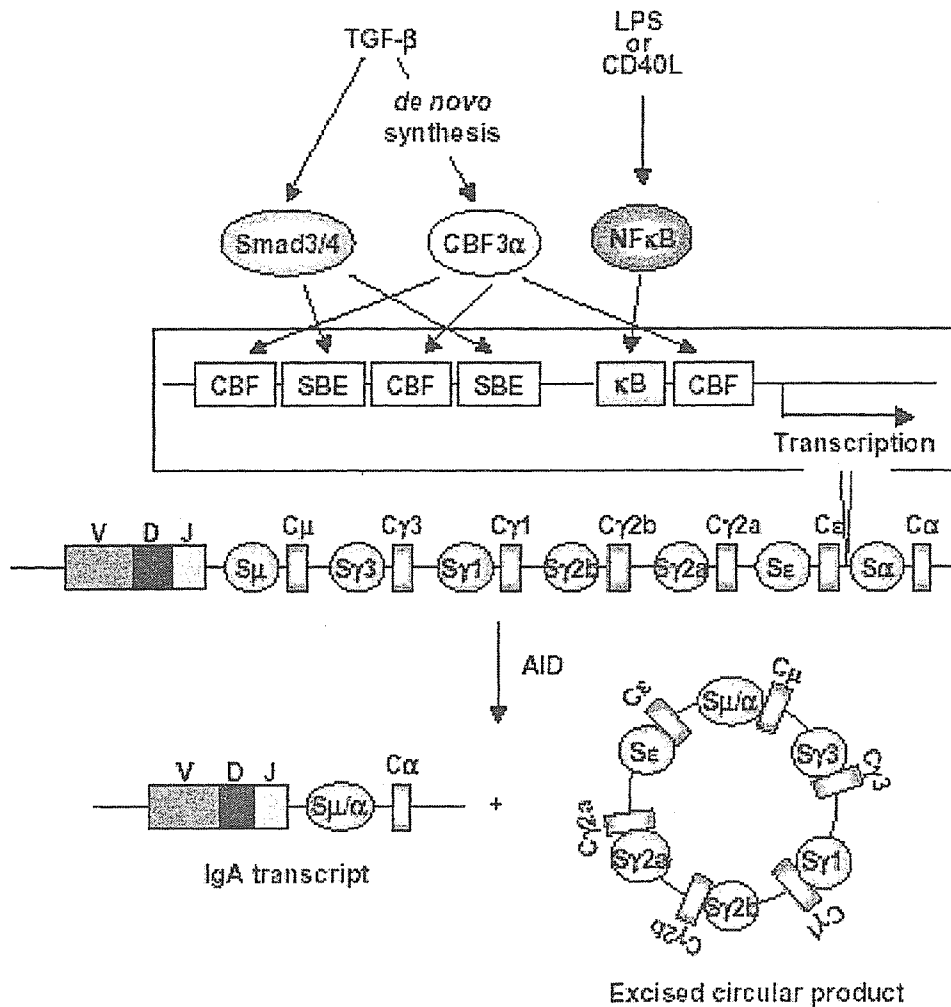 TGF-β
LPS
or
CD40L
de novo
synthesis
Smad3/4
CBF3α
NFκB
CBF
SBE
CBF
SBE
κB
CBF
Transcription
V
D
J
Cμ
Cγ3
Cγ1
Cγ2b
Cγ2a
Cε
Cα
Sμ
Sγ3
Sγ1
Sγ2b
Sγ2a
Sε
Sα
AID
V
D
J
Cα
Sμ/α
+
IgA transcript
Cε
Sμ/α
Cμ
Sε
Sγ3
Cγ3
Cγ2a
Sγ2a
Sγ1
Cγ2b
Sγ2b
Cγ1
Excised circular product